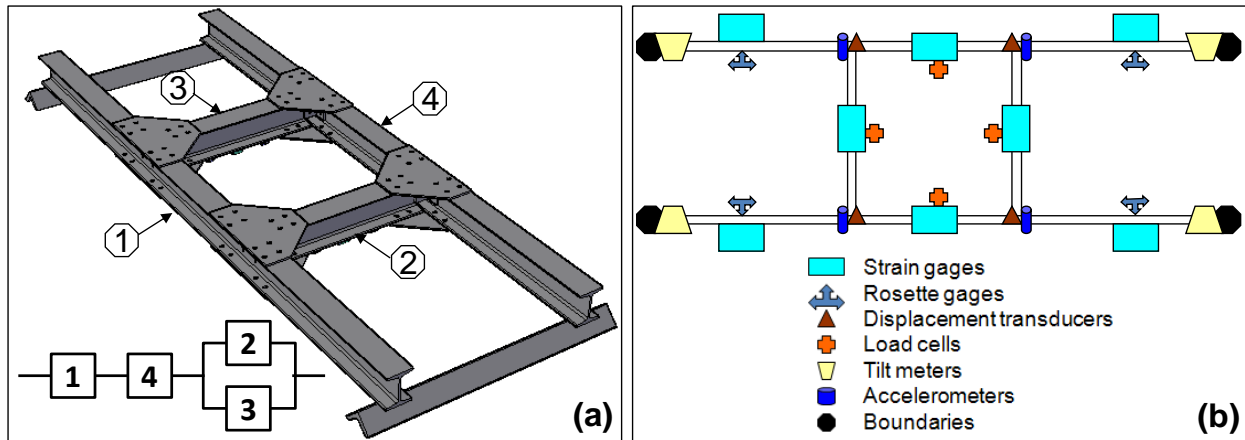 3
4
1
2
1
4
2
3
(a)
(b)
Strain gages
Rosette gages
Displacement transducers
Load cells
Tilt meters
Accelerometers
Boundaries